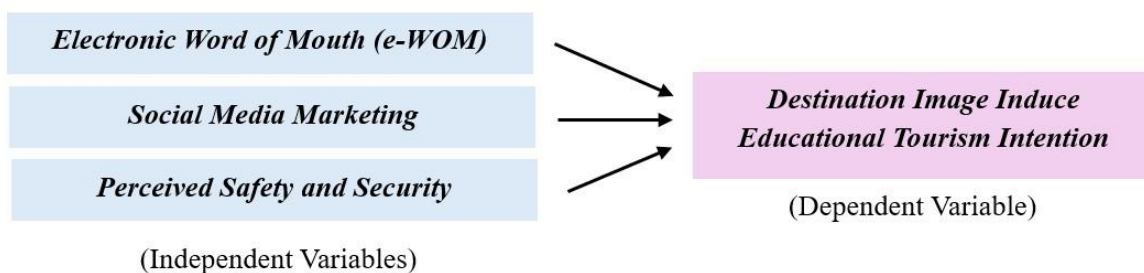 Electronic Word of Mouth (e-WOM)
Social Media Marketing
Perceived Safety and Security
(Independent Variables)
Destination Image Induce
Educational Tourism Intention
(Dependent Variable)